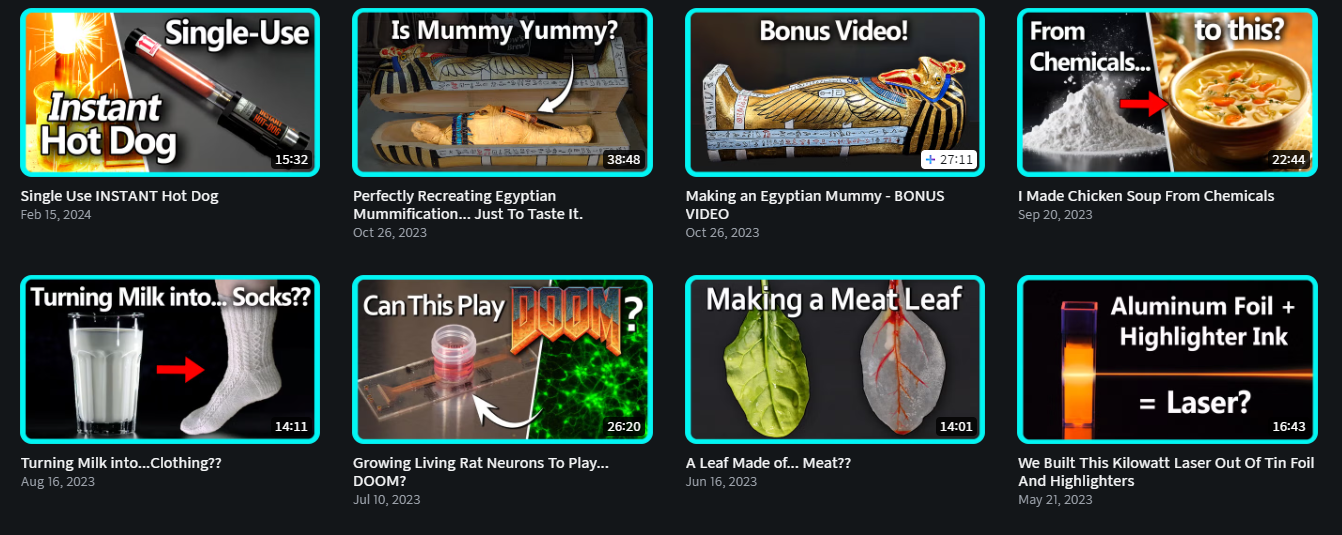 Single-Use
Instant
Hot Dog
INSTANT
HOT-DOG
15:32
Single Use INSTANT Hot Dog
Feb 15, 2024
Is Mummy Yummy?
38:48
Perfectly Recreating Egyptian
Mummification... Just To Taste It.
Oct 26, 2023
Bonus Video!
27:11
Making an Egyptian Mummy - BONUS
VIDEO
Oct 26, 2023
From
Chemicals...
to this?
22:44
I Made Chicken Soup From Chemicals
Sep 20, 2023
Turning Milk into... Socks??
14:11
Turning Milk into...Clothing??
Aug 16, 2023
Can This Play DOOM?
26:20
Growing Living Rat Neurons To Play...
DOOM?
Jul 10, 2023
Making a Meat Leaf
14:01
A Leaf Made of... Meat??
Jun 16, 2023
Aluminum Foil +
Highlighter Ink
= Laser?
16:43
We Built This Kilowatt Laser Out Of Tin Foil
And Highlighters
May 21, 2023